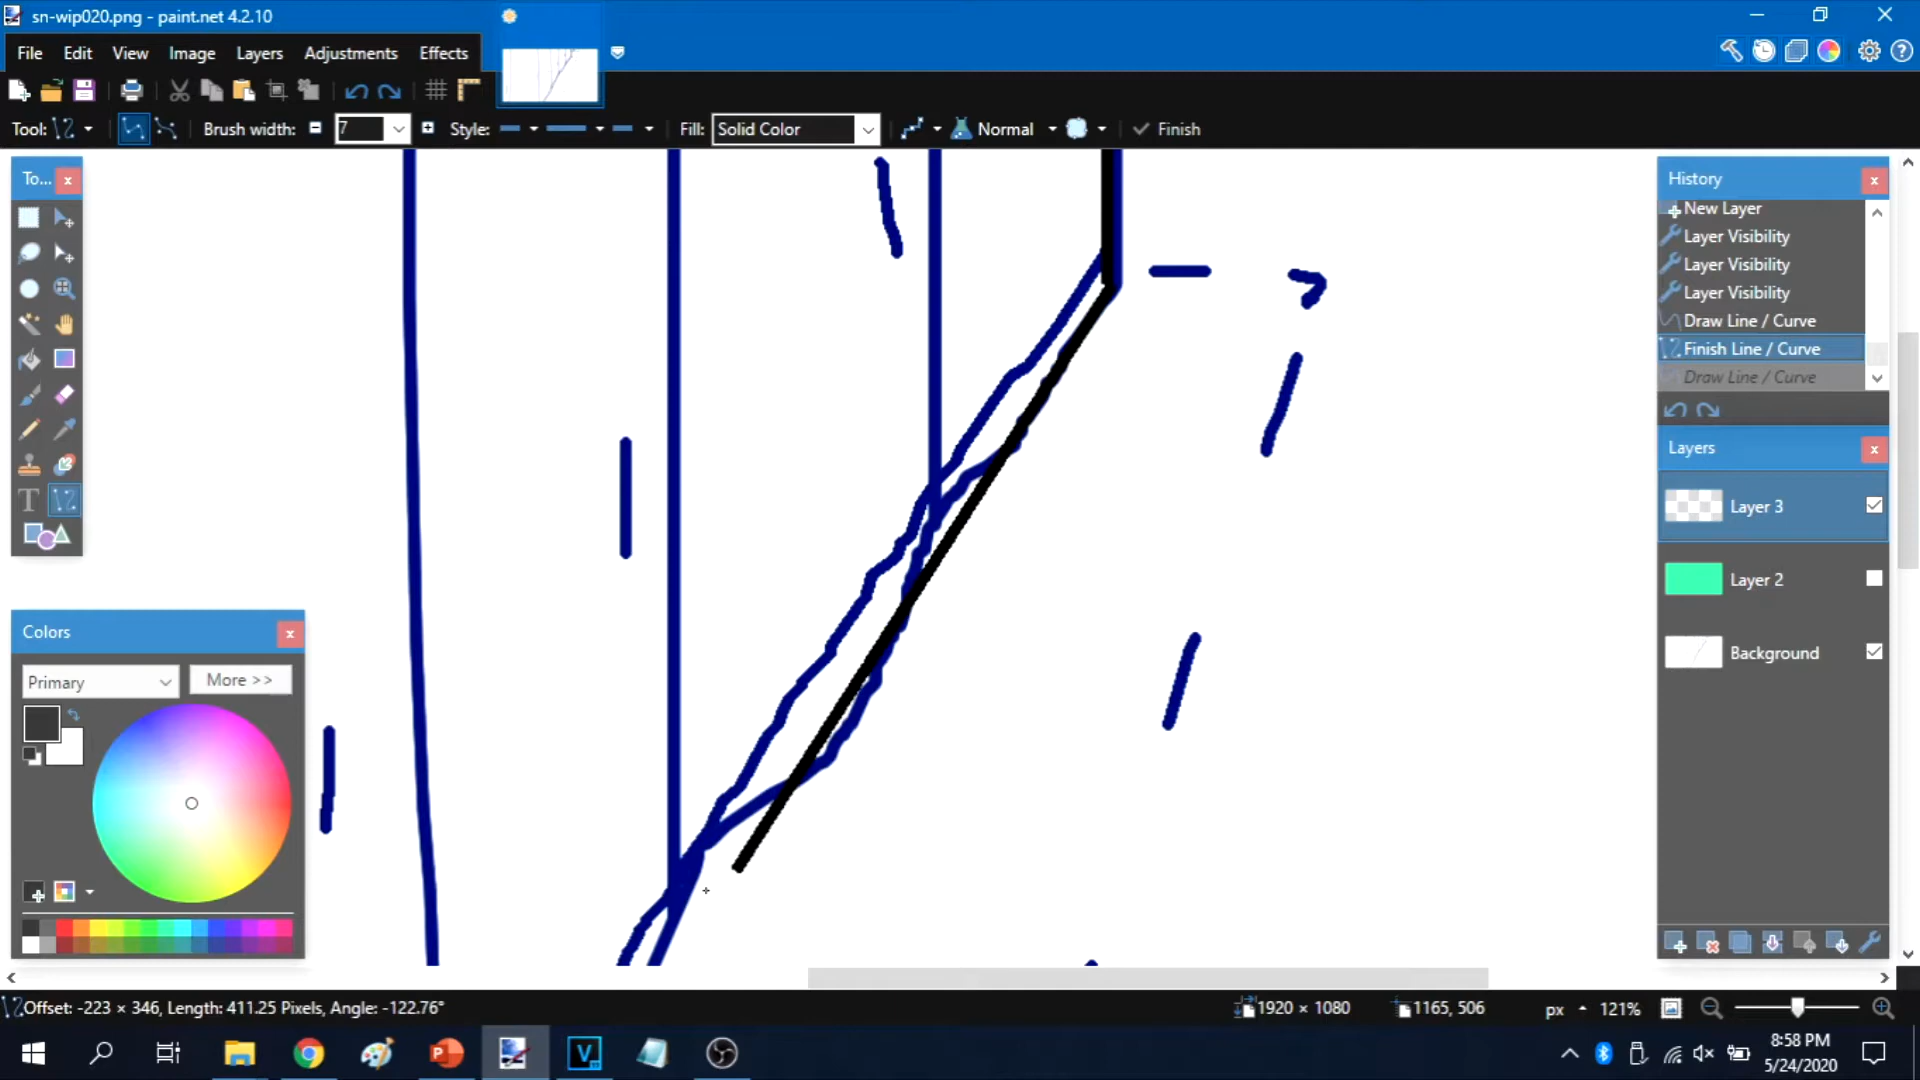 sn-wip020.png - paint.net 4.2.10
File Edit View Image Layers Adjustments Effects
Tool: Brush width: 7 Style: Fill: Solid Color Normal Finish
To... x
History x
New Layer
Layer Visibility
Layer Visibility
Layer Visibility
Draw Line / Curve
Finish Line / Curve
Draw Line / Curve
Layers x
Layer 3
Layer 2
Background
Colors x
Primary More >>
Offset: -223 × 346, Length: 411.25 Pixels, Angle: -122.76° 1920 × 1080 1165, 506 px 121%
8:58 PM
5/24/2020